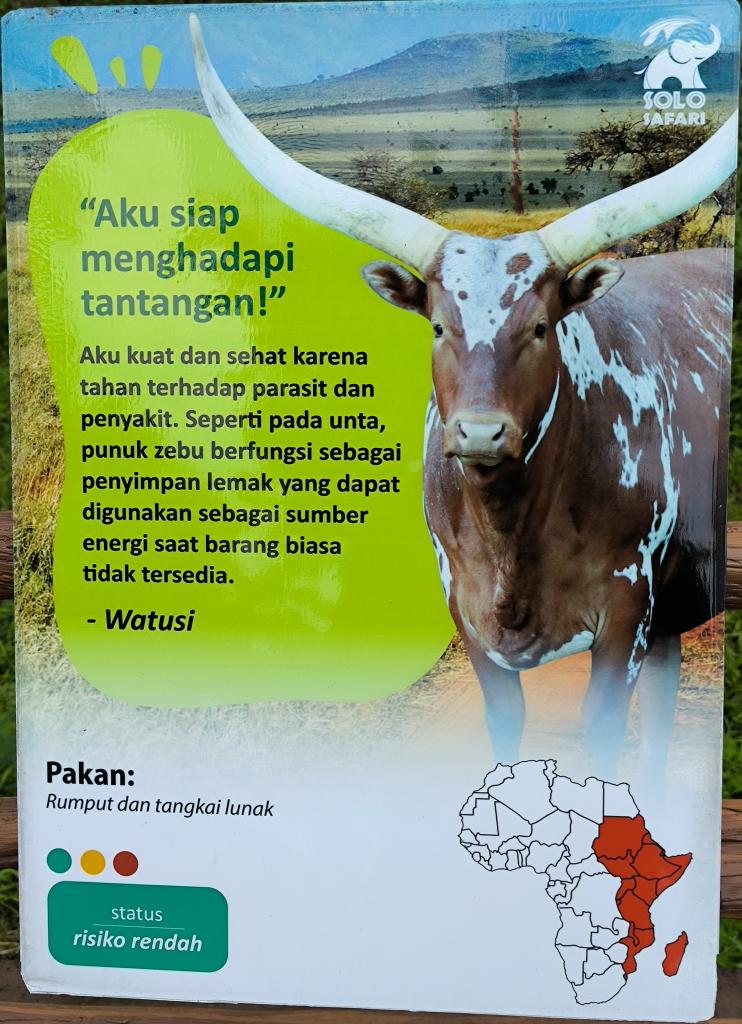 SOLO
SAFARI
“Aku siap
menghadapi
tantangan!”
Aku kuat dan sehat karena
tahan terhadap parasit dan
penyakit. Seperti pada unta,
punuk zebu berfungsi sebagai
penyimpan lemak yang dapat
digunakan sebagai sumber
energi saat barang biasa
tidak tersedia.
- Watusi
Pakan:
Rumput dan tangkai lunak
status
risiko rendah